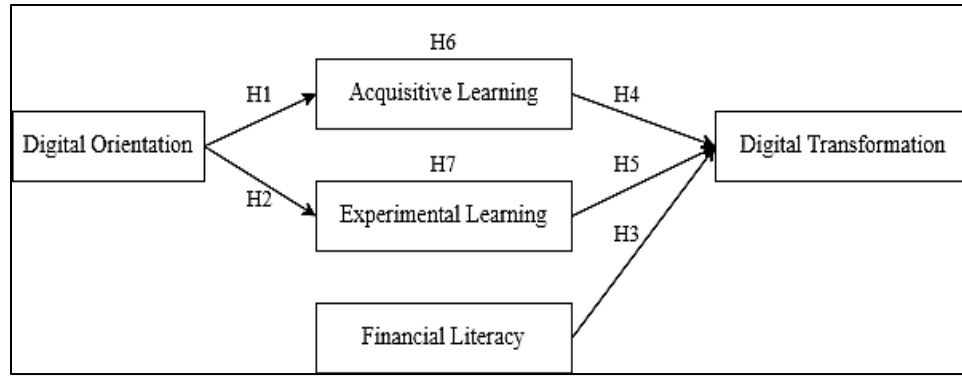 H6
H1
Acquisitive Learning
H4
Digital Orientation
Digital Transformation
H7
H5
H2
Experimental Learning
H3
Financial Literacy